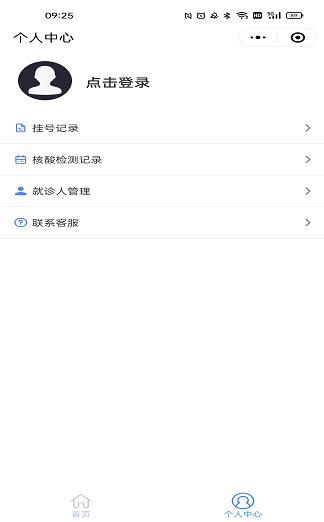 09:25
个人中心
点击登录
挂号记录
核酸检测记录
就诊人管理
联系客服
首页
个人中心